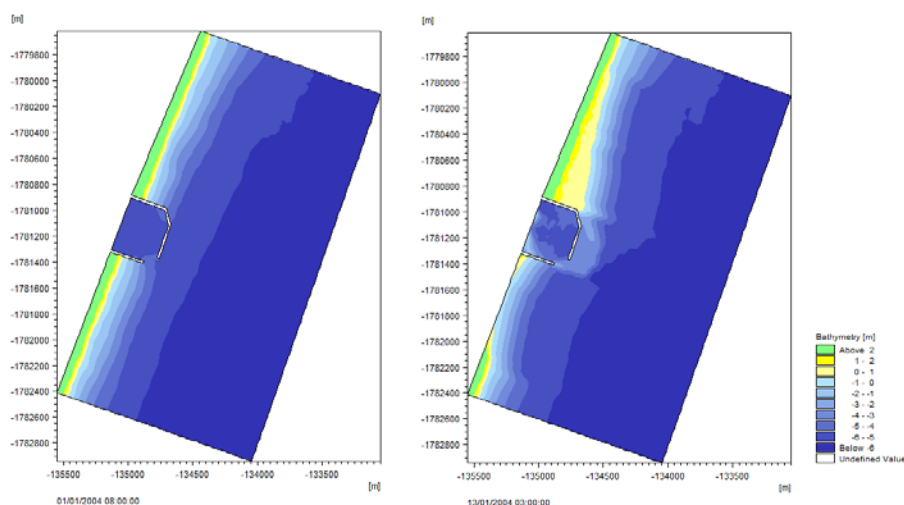 [m]
-1779800
-1780000
-1780200
-1780400
-1780600
-1780800
-1781000
-1781200
-1781400
-1781600
-1781800
-1782000
-1782200
-1782400
-1782600
-1782800
-135500 -135000 -134500 -134000 -133500
[m]
01/01/2004 08:00:00
[m]
-1779800
-1780000
-1780200
-1780400
-1780600
-1780800
-1781000
-1781200
-1781400
-1781600
-1781800
-1782000
-1782200
-1782400
-1782600
-1782800
-135500 -135000 -134500 -134000 -133500
[m]
13/01/2004 03:00:00
Bathymetry [m]
Above 2
1 - 2
0 - 1
-1 - 0
-2 - -1
-3 - -2
-4 - -3
-5 - -4
-6 - -5
Below -6
Undefined Value